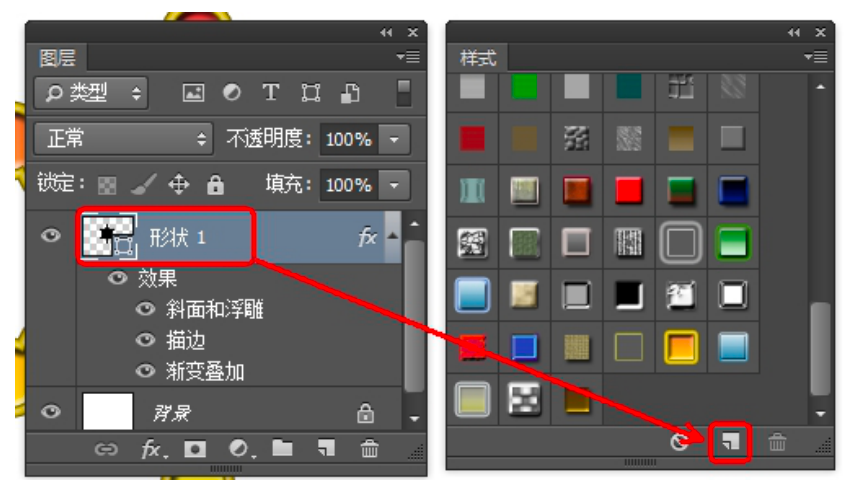 图层
类型
T
正常 不透明度: 100%
锁定: 填充: 100%
形状 1 fx
效果
斜面和浮雕
描边
渐变叠加
背景
fx.
样式